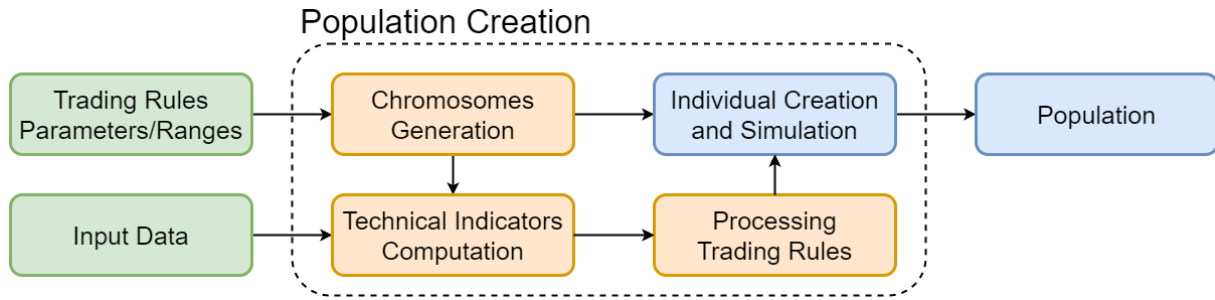 Population Creation
Trading Rules
Parameters/Ranges
Chromosomes
Generation
Individual Creation
and Simulation
Population
Input Data
Technical Indicators
Computation
Processing
Trading Rules